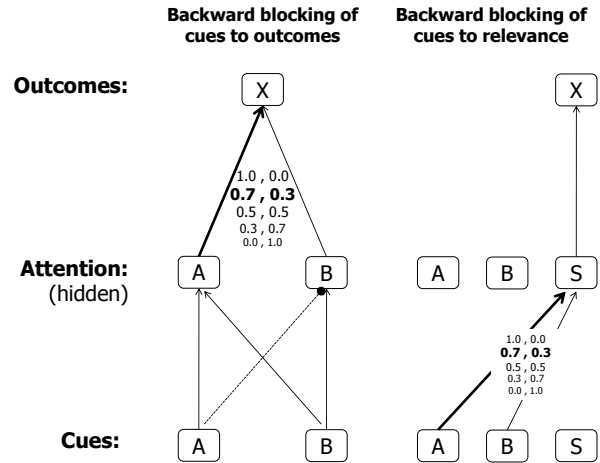 Backward blocking of
cues to outcomes
Backward blocking of
cues to relevance
Outcomes:
X
X
1.0 , 0.0
0.7 , 0.3
0.5 , 0.5
0.3 , 0.7
0.0 , 1.0
Attention:
(hidden)
A
B
A
B
S
1.0 , 0.0
0.7 , 0.3
0.5 , 0.5
0.3 , 0.7
0.0 , 1.0
Cues:
A
B
A
B
S